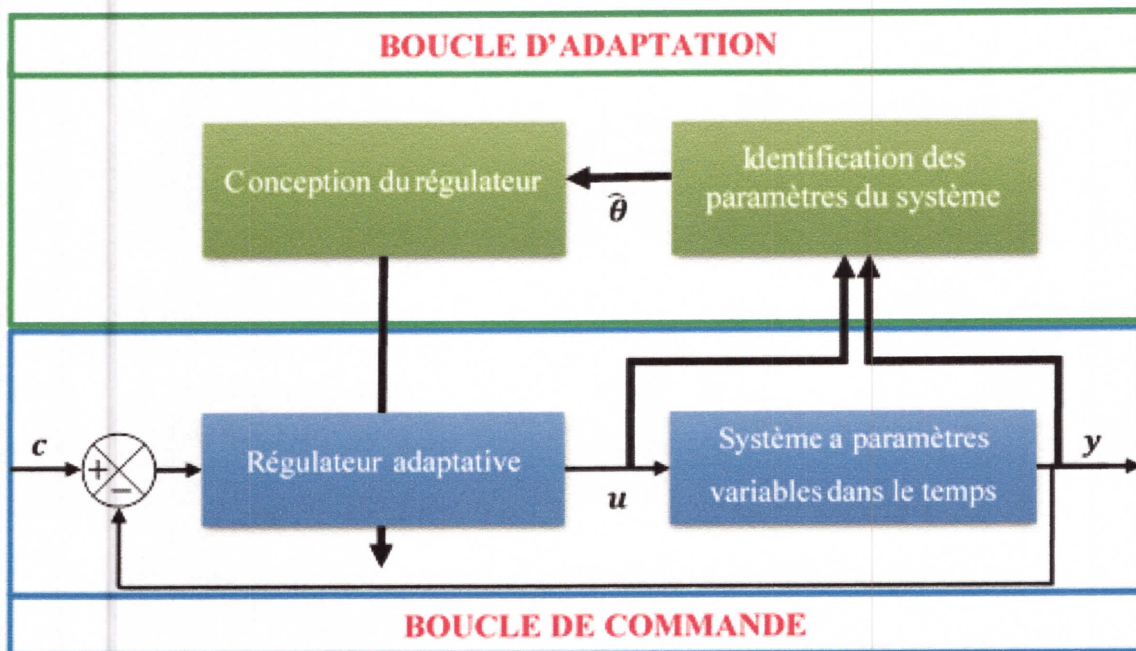 BOUCLE D'ADAPTATION
Conception du régulateur
Identification des
paramètres du système
θ̂
c
+
−
Régulateur adaptative
u
Système a paramètres
variables dans le temps
y
BOUCLE DE COMMANDE